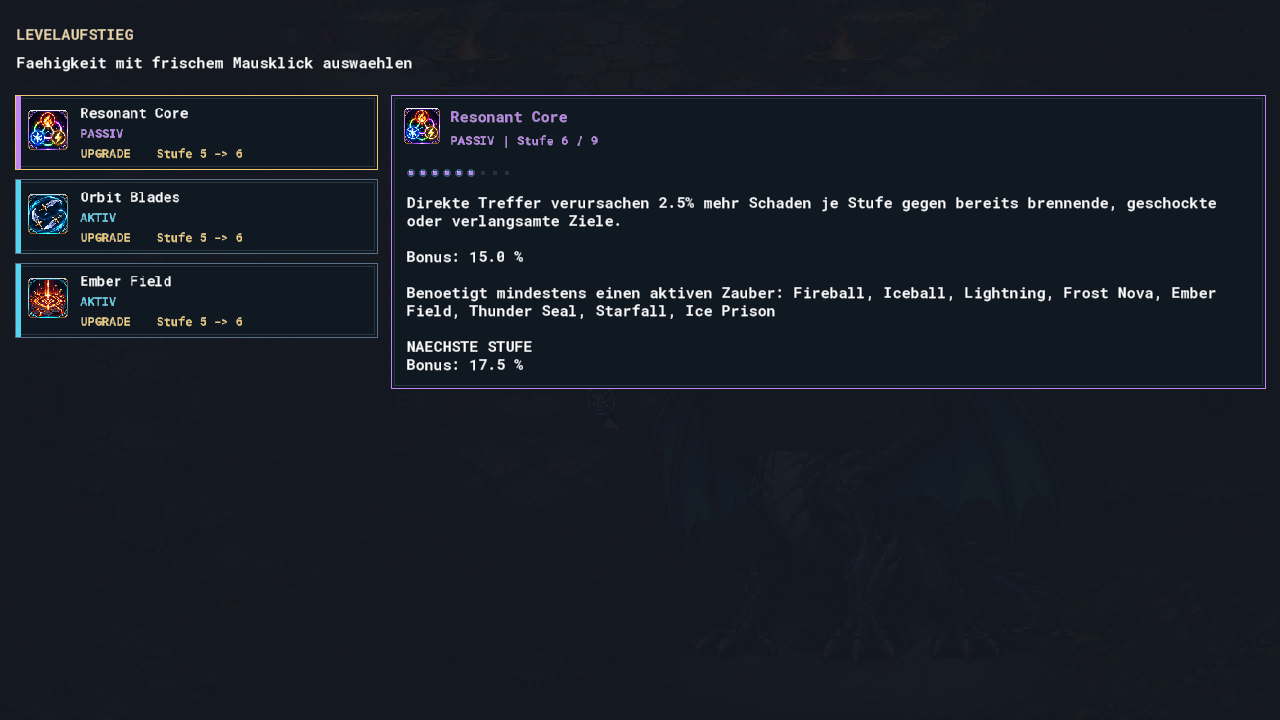 LEVELAUFSTIEG
Faehigkeit mit frischem Mausklick auswaehlen
Resonant Core
PASSIV
UPGRADE Stufe 5 -> 6
Orbit Blades
AKTIV
UPGRADE Stufe 5 -> 6
Ember Field
AKTIV
UPGRADE Stufe 5 -> 6
Resonant Core
PASSIV | Stufe 6 / 9
Direkte Treffer verursachen 2.5% mehr Schaden je Stufe gegen bereits brennende, geschockte
oder verlangsamte Ziele.
Bonus: 15.0 %
Benoetigt mindestens einen aktiven Zauber: Fireball, Iceball, Lightning, Frost Nova, Ember
Field, Thunder Seal, Starfall, Ice Prison
NAECHSTE STUFE
Bonus: 17.5 %